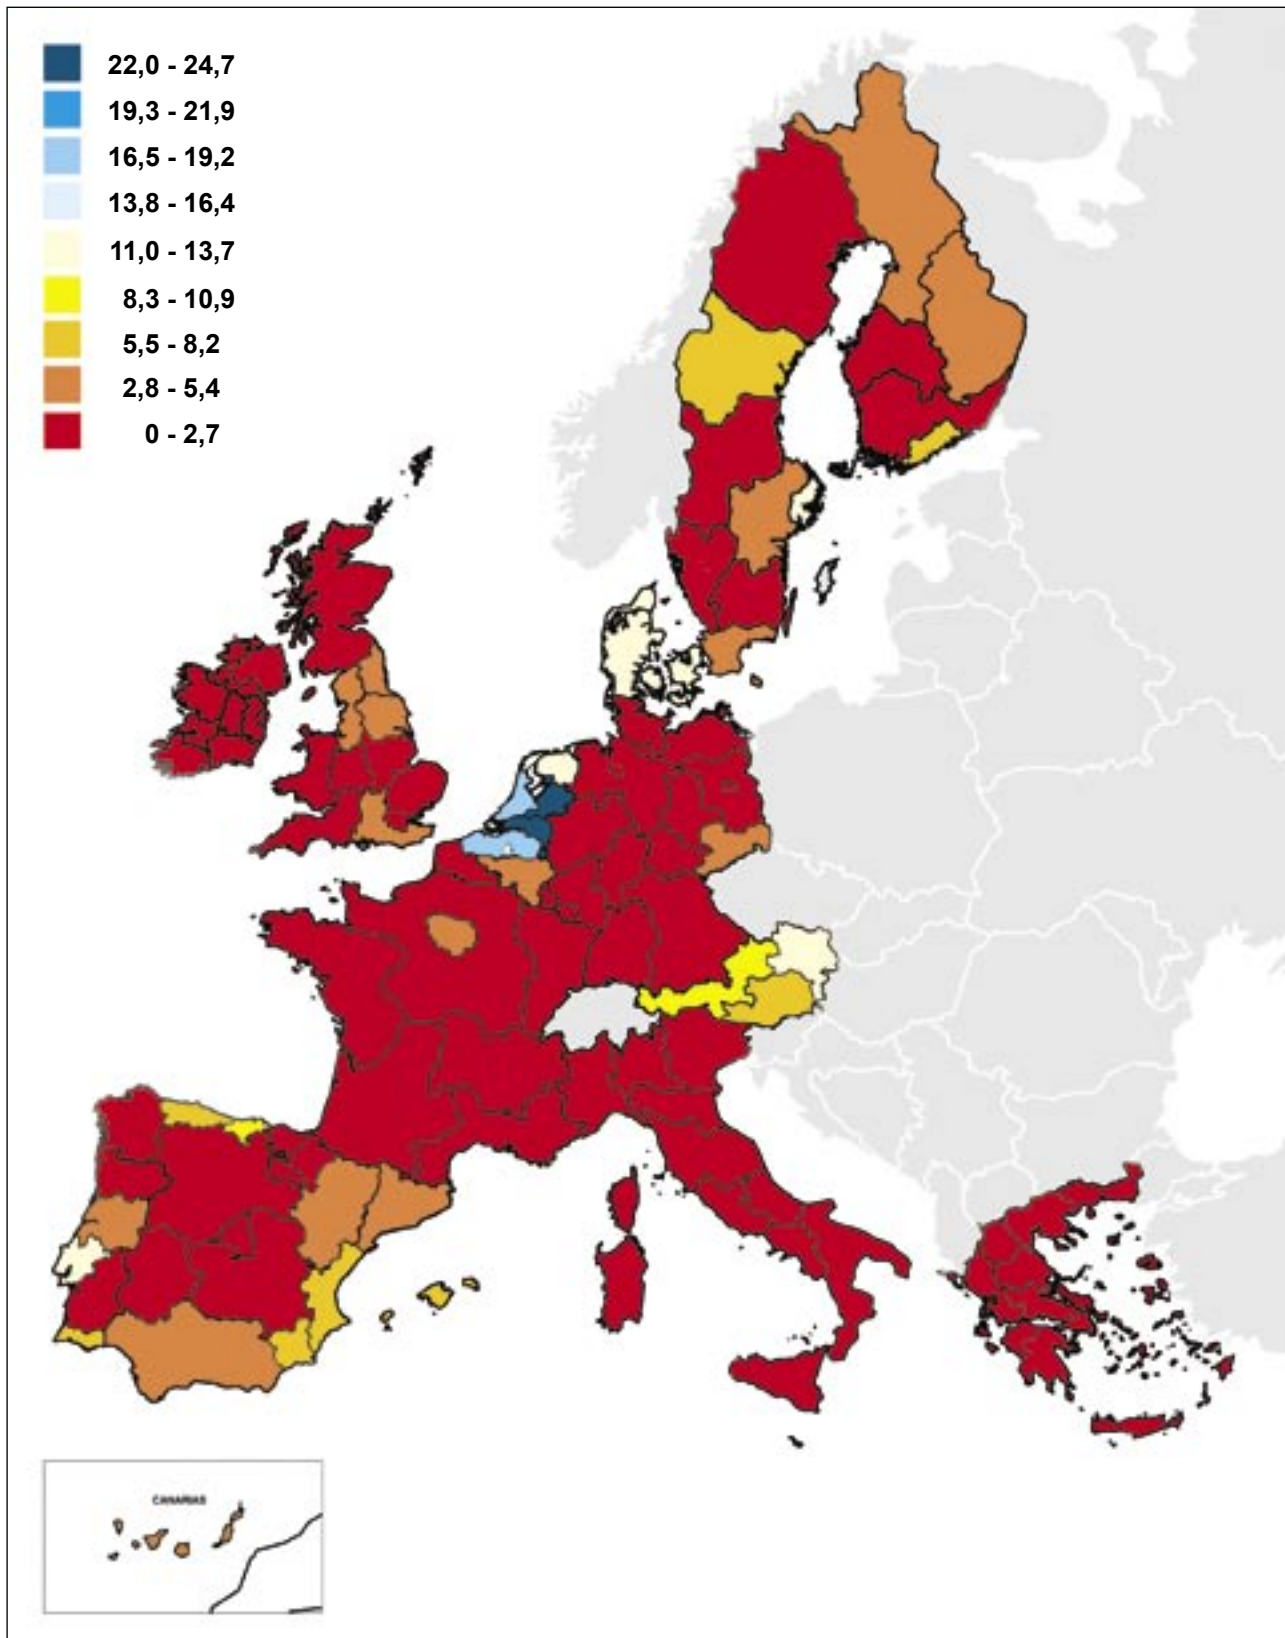 22,0 - 24,7
19,3 - 21,9
16,5 - 19,2
13,8 - 16,4
11,0 - 13,7
8,3 - 10,9
5,5 - 8,2
2,8 - 5,4
0 - 2,7
CANARIAS